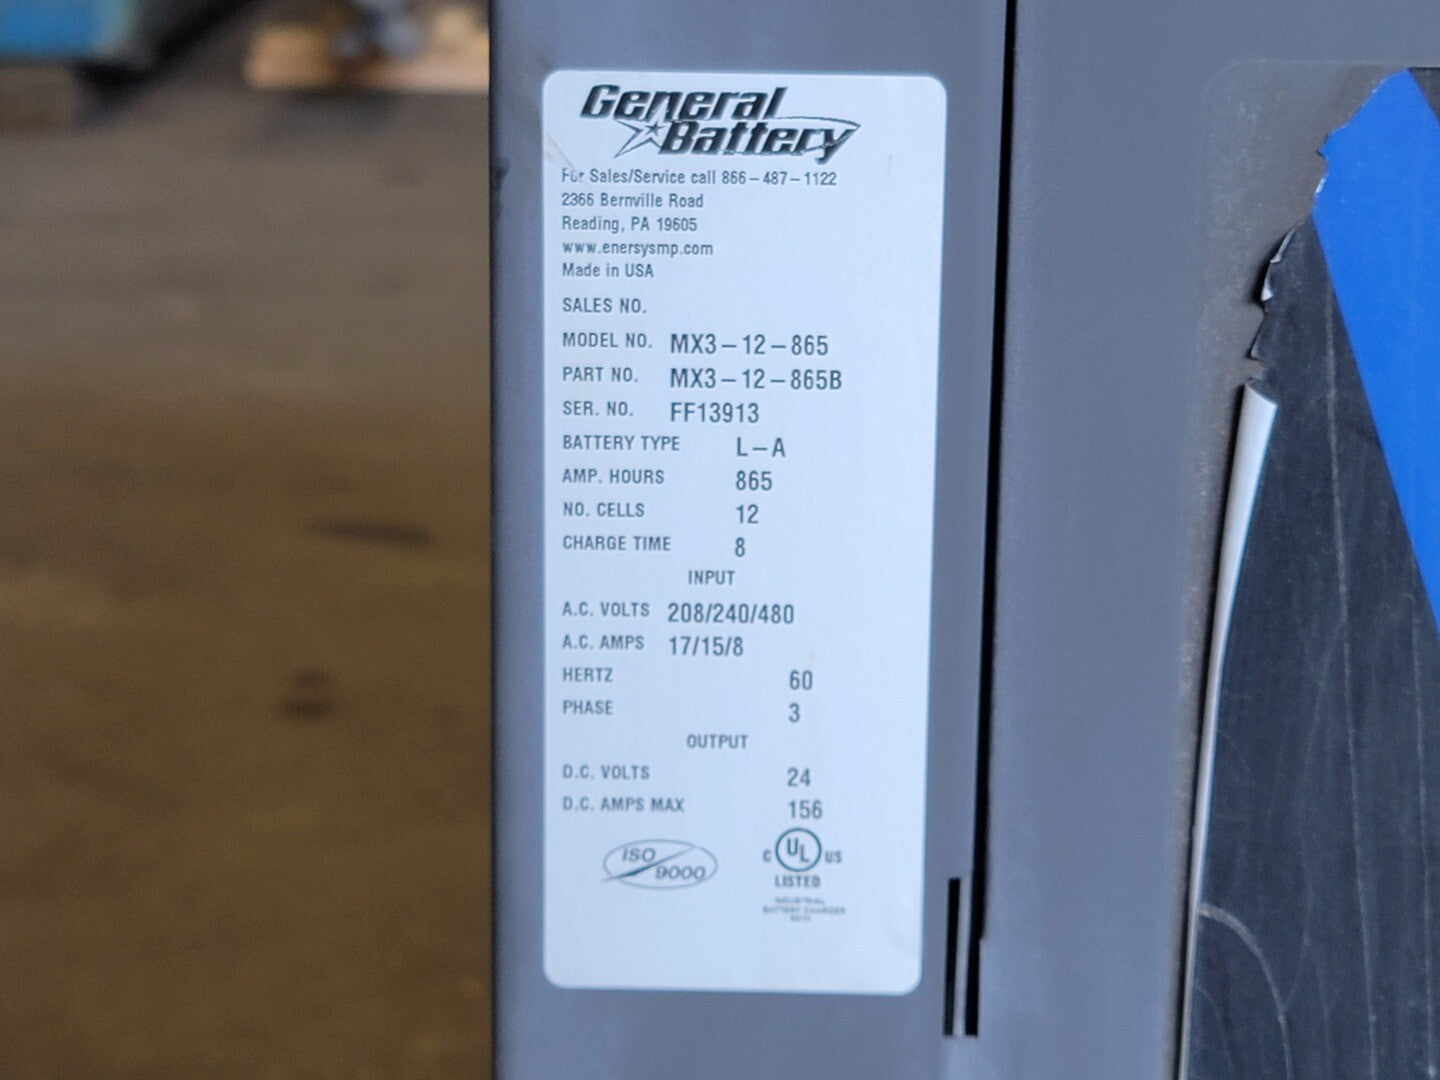 General
Battery
For Sales/Service call 866-487-1122
2366 Bernville Road
Reading, PA 19605
www.enersysmp.com
Made in USA
SALES NO.
MODEL NO. MX3-12-865
PART NO. MX3-12-865B
SER. NO. FF13913
BATTERY TYPE L-A
AMP. HOURS 865
NO. CELLS 12
CHARGE TIME 8
INPUT
A.C. VOLTS 208/240/480
A.C. AMPS 17/15/8
HERTZ 60
PHASE 3
OUTPUT
D.C. VOLTS 24
D.C. AMPS MAX 156
ISO 9000
C UL US
LISTED
INDUSTRIAL
BATTERY CHARGER